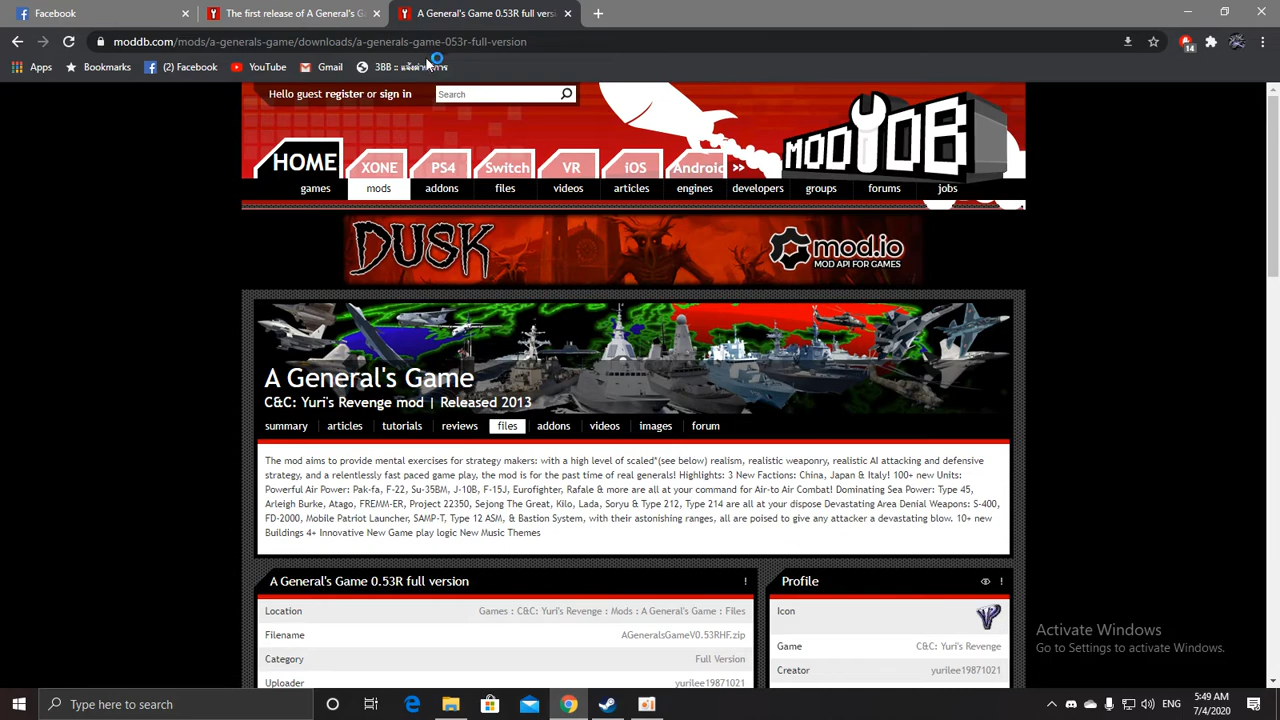 Facebook
The first release of A General's G
A General's Game 0.53R full versi
moddb.com/mods/a-generals-game/downloads/a-generals-game-053r-full-version
14
Apps
Bookmarks
(2) Facebook
YouTube
Gmail
3BB ::
Hello guest register or sign in
Search
MODDB
HOME
XONE
PS4
Switch
VR
iOS
Android
»
games
mods
addons
files
videos
articles
engines
developers
groups
forums
jobs
DUSK
mod.io
MOD API FOR GAMES
A General's Game
C&C: Yuri's Revenge mod | Released 2013
summary
articles
tutorials
reviews
files
addons
videos
images
forum
The mod aims to provide mental exercises for strategy makers: with a high level of scaled*(see below) realism, realistic weaponry, realistic AI attacking and defensive
strategy, and a relentlessly fast paced game play, the mod is for the past time of real generals! Highlights: 3 New Factions: China, Japan & Italy! 100+ new Units:
Powerful Air Power: Pak-fa, F-22, Su-35BM, J-10B, F-15J, Eurofighter, Rafale & more are all at your command for Air-to Air Combat! Dominating Sea Power: Type 45,
Arleigh Burke, Atago, FREMM-ER, Project 22350, Sejong The Great, Kilo, Lada, Soryu & Type 212, Type 214 are all at your dispose Devastating Area Denial Weapons: S-400,
FD-2000, Mobile Patriot Launcher, SAMP-T, Type 12 ASM, & Bastion System, with their astonishing ranges, all are poised to give any attacker a devastating blow. 10+ new
Buildings 4+ Innovative New Game play logic New Music Themes
A General's Game 0.53R full version
!
Location
Games : C&C: Yuri's Revenge : Mods : A General's Game : Files
Filename
AGeneralsGameV0.53RHF.zip
Category
Full Version
Uploader
yurilee19871021
Profile
!
Icon
Game
C&C: Yuri's Revenge
Creator
yurilee19871021
Activate Windows
Go to Settings to activate Windows.
Type here to search
ENG
5:49 AM
7/4/2020